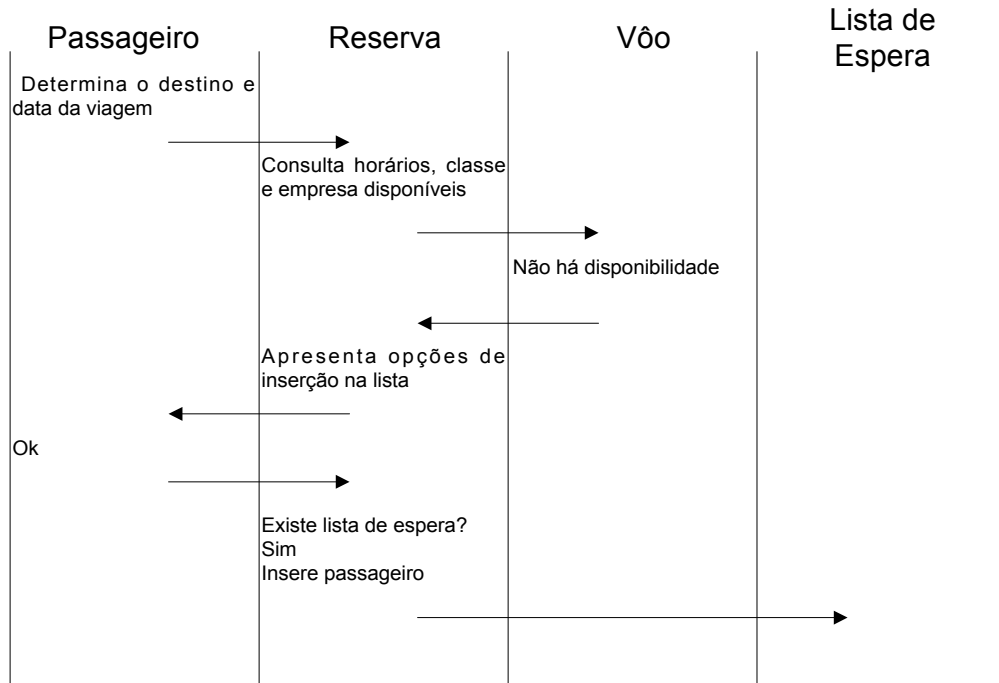 Passageiro
Reserva
Vôo
Lista de
Espera
Determina o destino e
data da viagem
Consulta horários, classe
e empresa disponíveis
Não há disponibilidade
Apresenta opções de
inserção na lista
Ok
Existe lista de espera?
Sim
Insere passageiro